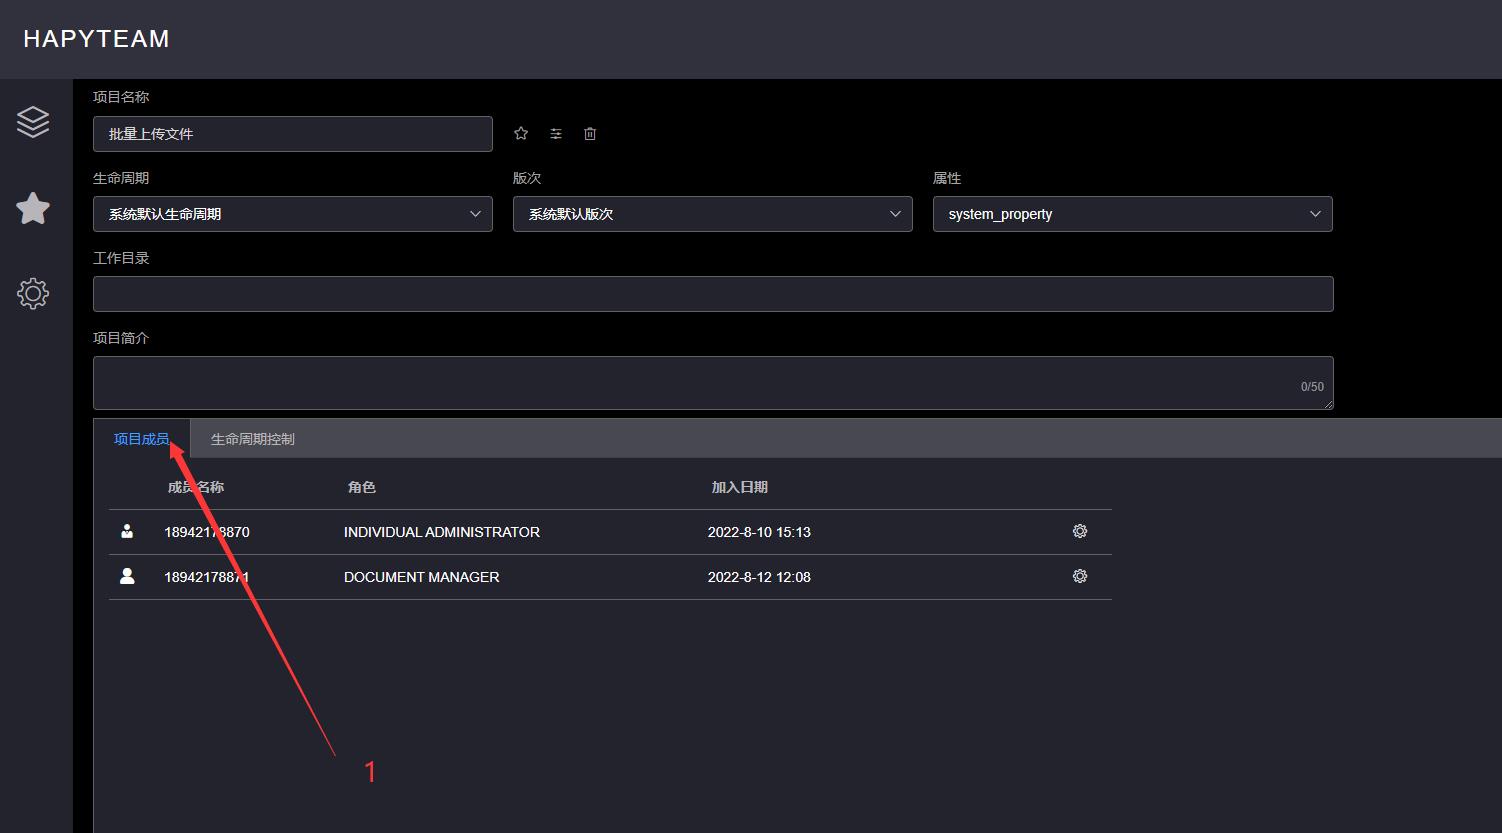 HAPYTEAM
项目名称
批量上传文件
生命周期 版次 属性
系统默认生命周期 系统默认版次 system_property
工作目录
项目简介
0/50
项目成员 生命周期控制
成员名称 角色 加入日期
18942178870 INDIVIDUAL ADMINISTRATOR 2022-8-10 15:13
18942178871 DOCUMENT MANAGER 2022-8-12 12:08
1